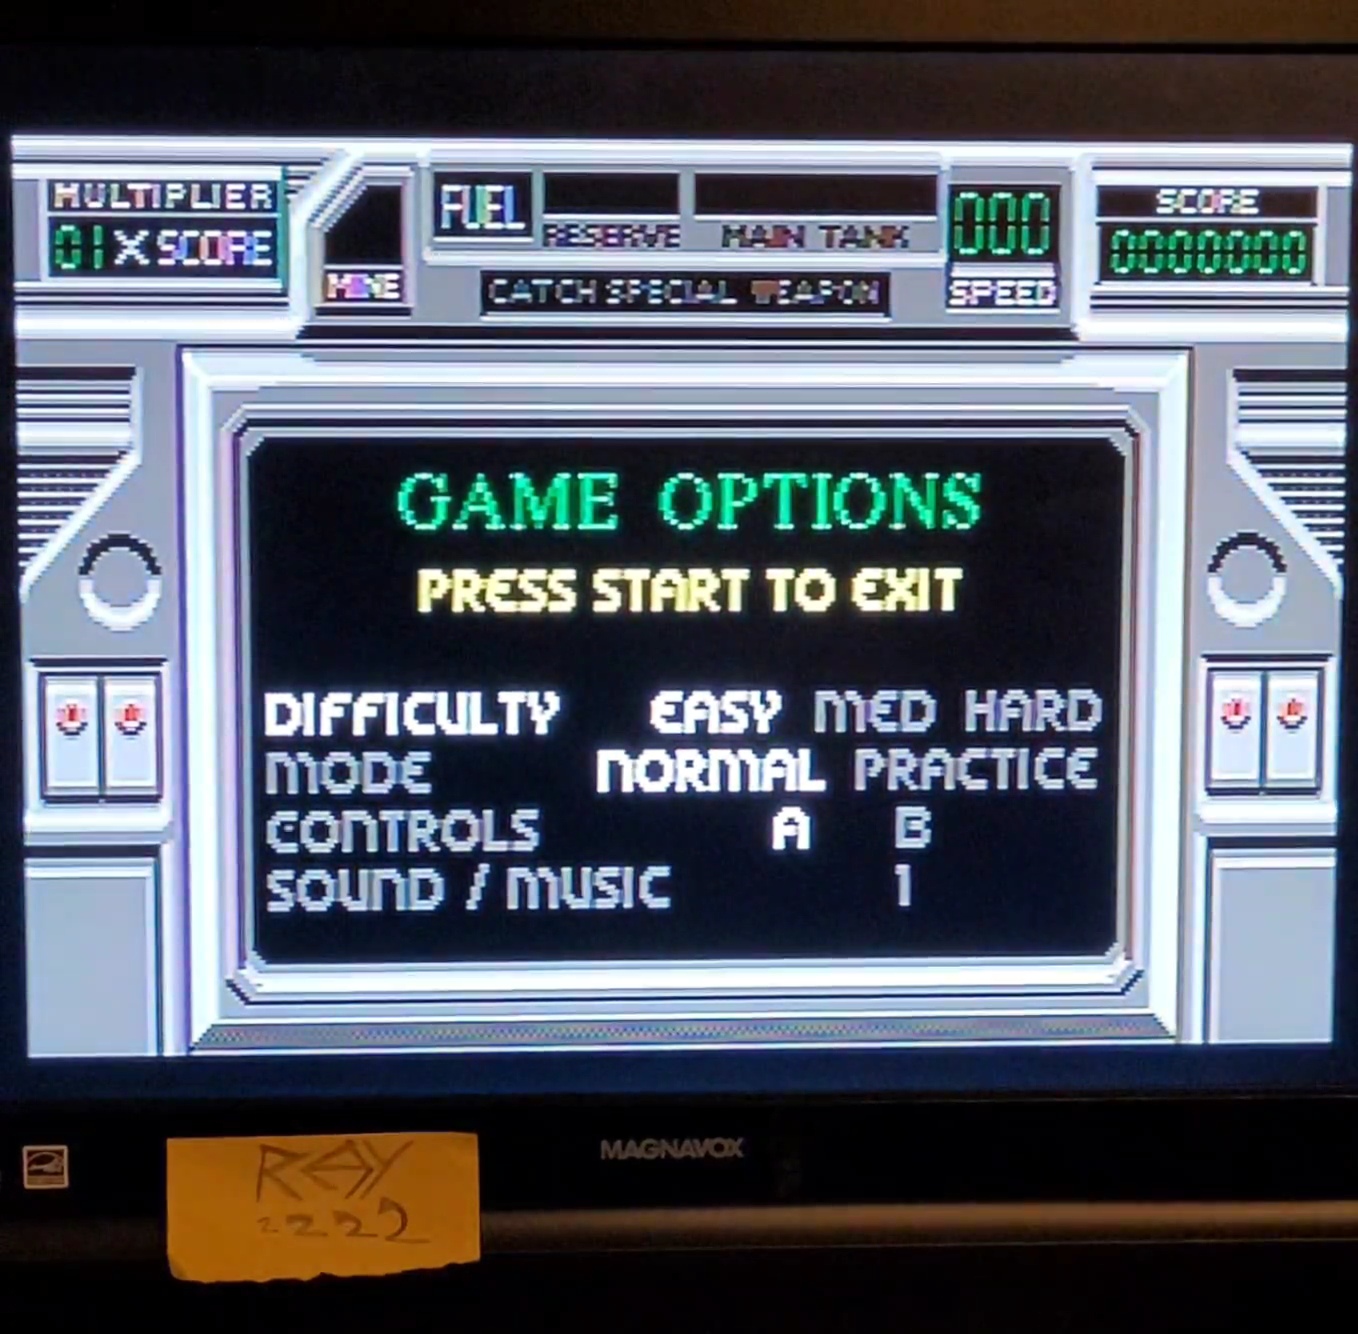 MULTIPLIER
01 X SCORE
MINE
FUEL
RESERVE
MAIN TANK
CATCH SPECIAL WEAPON
000
SPEED
SCORE
0000000
GAME OPTIONS
PRESS START TO EXIT
DIFFICULTY EASY MED HARD
MODE NORMAL PRACTICE
CONTROLS A B
SOUND / MUSIC 1
MAGNAVOX
RAY
2222